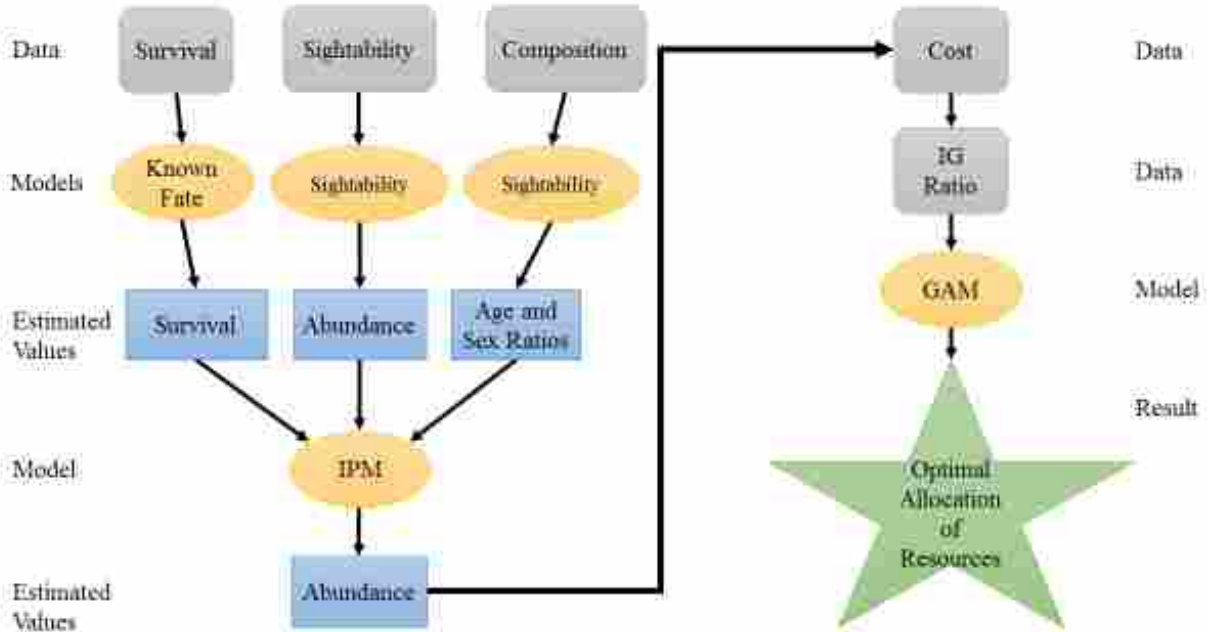 Data
Survival
Sightability
Composition
Cost
Data
Models
Known
Fate
Sightability
Sightability
IG
Ratio
Data
Estimated
Values
Survival
Abundance
Age and
Sex Ratios
GAM
Model
Result
Model
IPM
Optimal
Allocation
of
Resources
Estimated
Values
Abundance